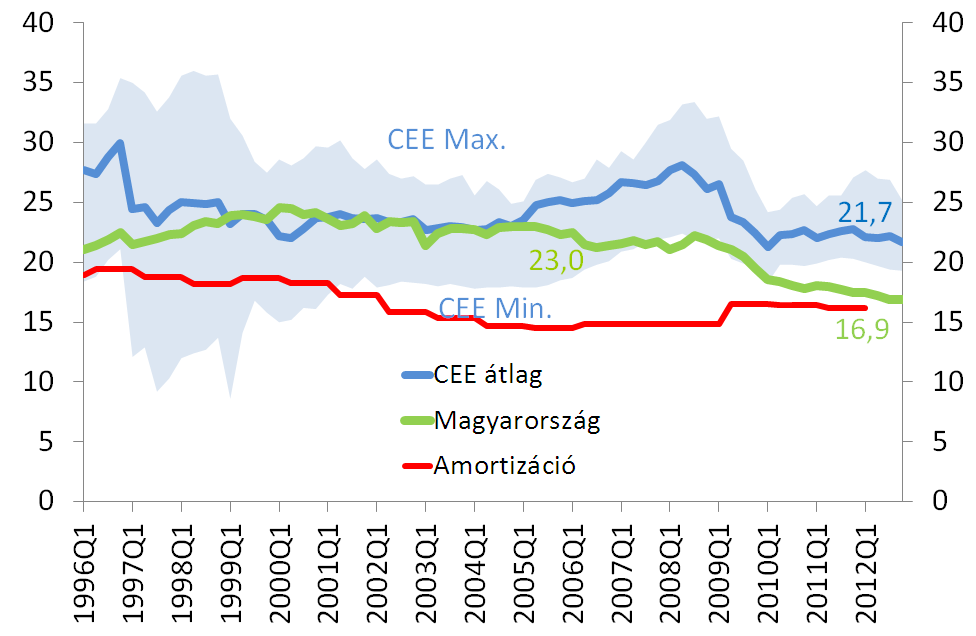 40 40
35 35
CEE Max.
30 30
25 25
21,7
23,0
20 20
CEE Min.
15 15
16,9
CEE átlag
10 10
Magyarország
5 5
Amortizáció
0 0
1996Q1
1997Q1
1998Q1
1999Q1
2000Q1
2001Q1
2002Q1
2003Q1
2004Q1
2005Q1
2006Q1
2007Q1
2008Q1
2009Q1
2010Q1
2011Q1
2012Q1